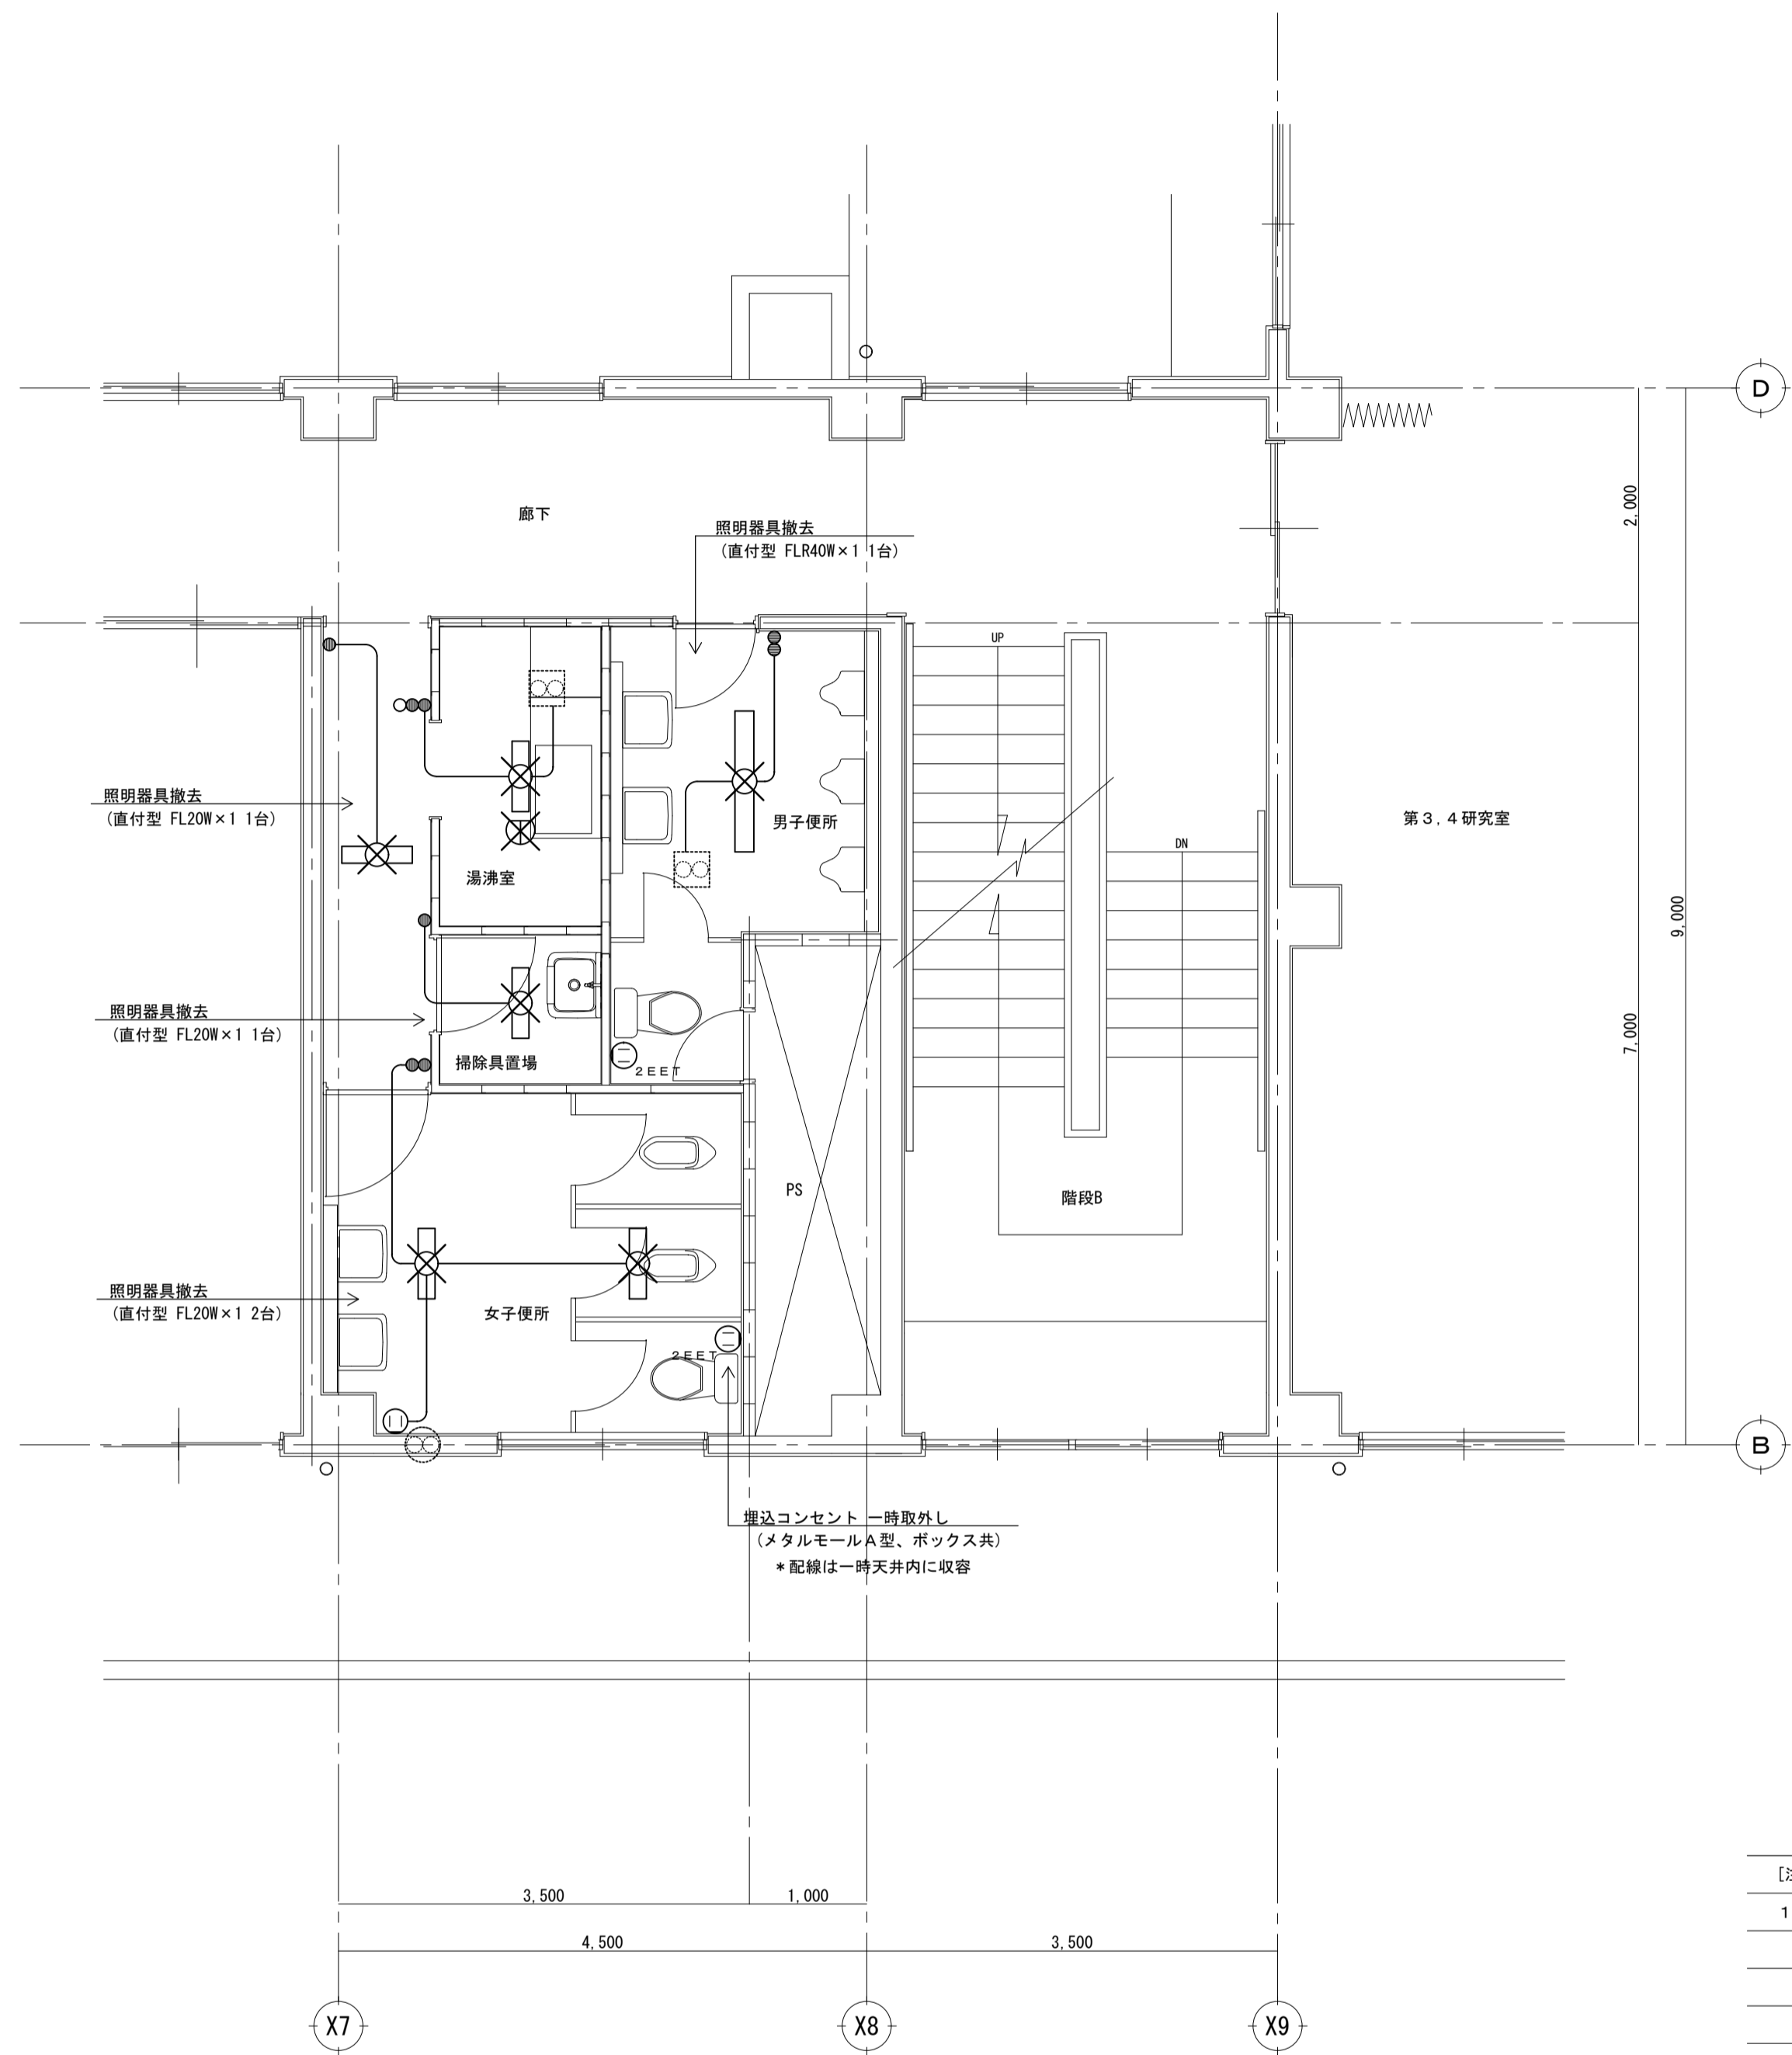 D
廊下
照明器具撤去
(直付型 FLR40W×1 1台)
2,000
UP
照明器具撤去
(直付型 FL20W×1 1台)
男子便所
第3,4研究室
DN
湯沸室
9,000
照明器具撤去
(直付型 FL20W×1 1台)
7,000
掃除具置場
2EET
PS
階段B
照明器具撤去
(直付型 FL20W×1 2台)
女子便所
2EET
B
埋込コンセント 一時取外し
(メタルモールA型、ボックス共)
*配線は一時天井内に収容
3,500
1,000
1
4,500
3,500
X7
X8
X9